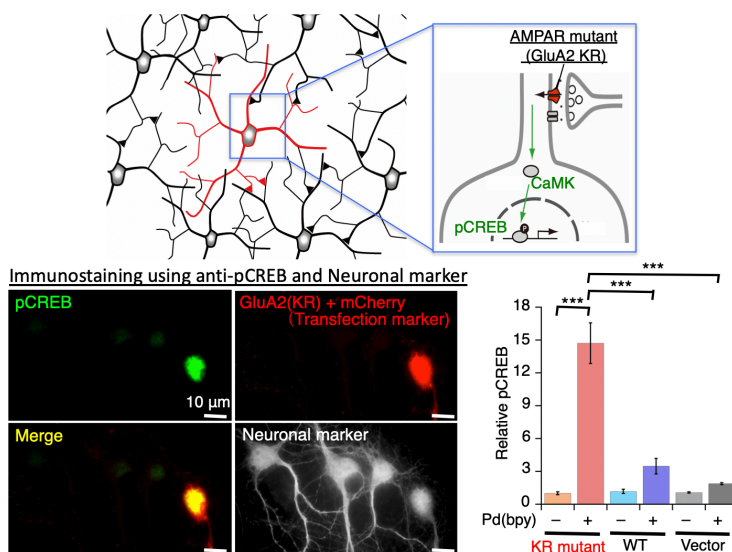 AMPAR mutant
(GluA2 KR)
CaMK
pCREB
P
Immunostaining using anti-pCREB and Neuronal marker
pCREB
10 μm
GluA2(KR) + mCherry
(Transfection marker)
Merge
Neuronal marker
***
***
***
Relative pCREB
18
15
12
9
6
3
0
Pd(bpy)
− + − + − +
KR mutant WT Vector